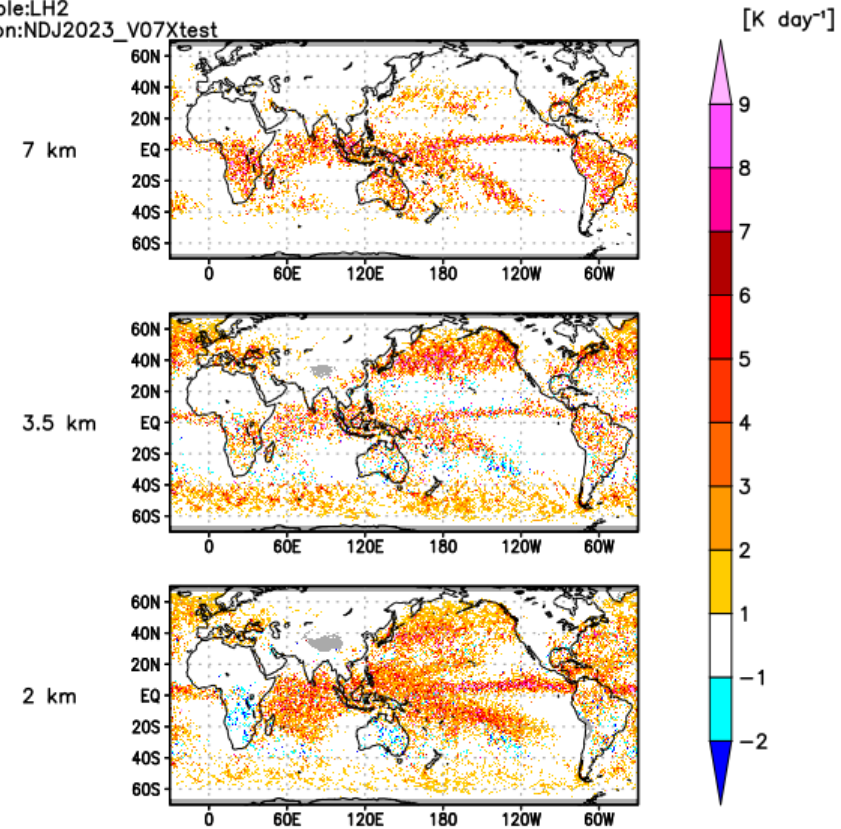 ble:LH2
on:NDJ2023_V07Xtest
[K day⁻¹]
7 km
60N
40N
20N
EQ
20S
40S
60S
0 60E 120E 180 120W 60W
3.5 km
60N
40N
20N
EQ
20S
40S
60S
0 60E 120E 180 120W 60W
2 km
60N
40N
20N
EQ
20S
40S
60S
0 60E 120E 180 120W 60W
9
8
7
6
5
4
3
2
1
−1
−2